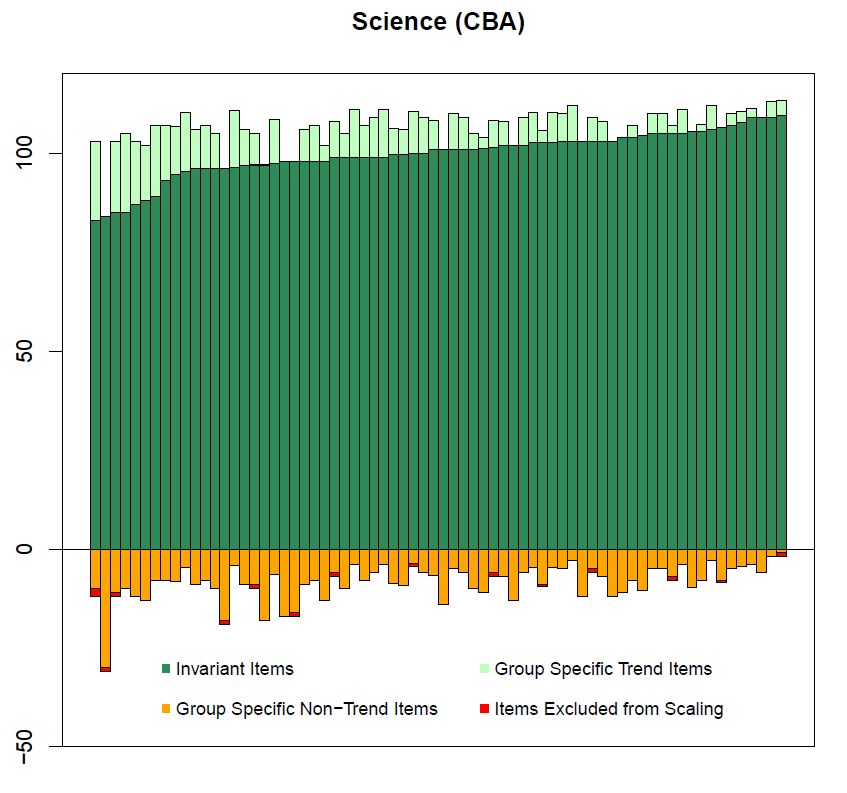 Science (CBA)
100
50
0
−50
Invariant Items
Group Specific Trend Items
Group Specific Non−Trend Items
Items Excluded from Scaling